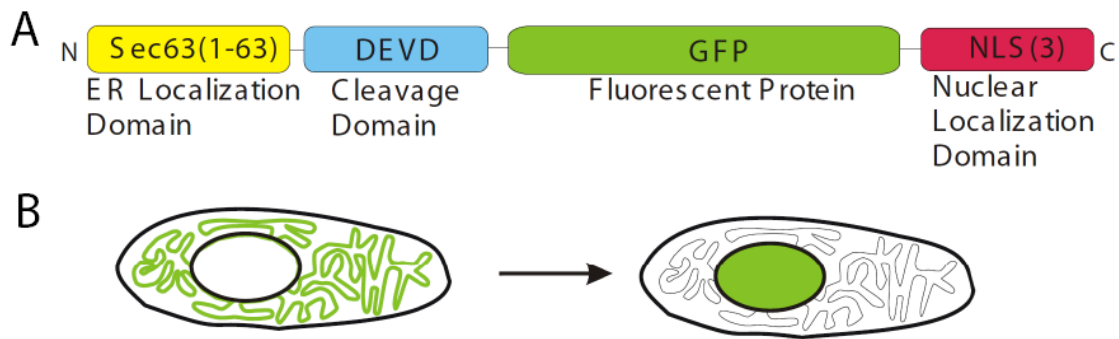 A
N Sec63(1-63) DEVD GFP NLS(3) C
ER Localization Domain
Cleavage Domain
Fluorescent Protein
Nuclear Localization Domain
B